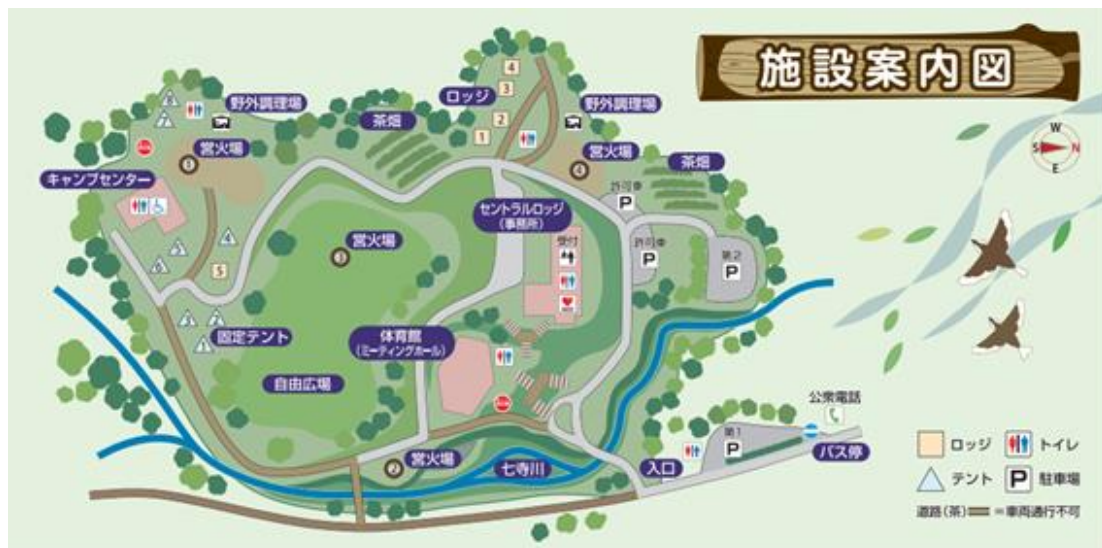 施設案内図
W
S
N
E
4
3
ロッジ
2
1
野外調理場
野外調理場
茶畑
営火場
1
営火場
4
茶畑
キャンプセンター
許可車
P
セントラルロッジ
(事務所)
受付
許可車
P
第2
P
営火場
3
4
5
固定テント
体育館
(ミーティングホール)
自由広場
公衆電話
第1
P
バス停
営火場
2
七寺川
入口
ロッジ
トイレ
テント
P
駐車場
道路(茶)
=車両通行不可